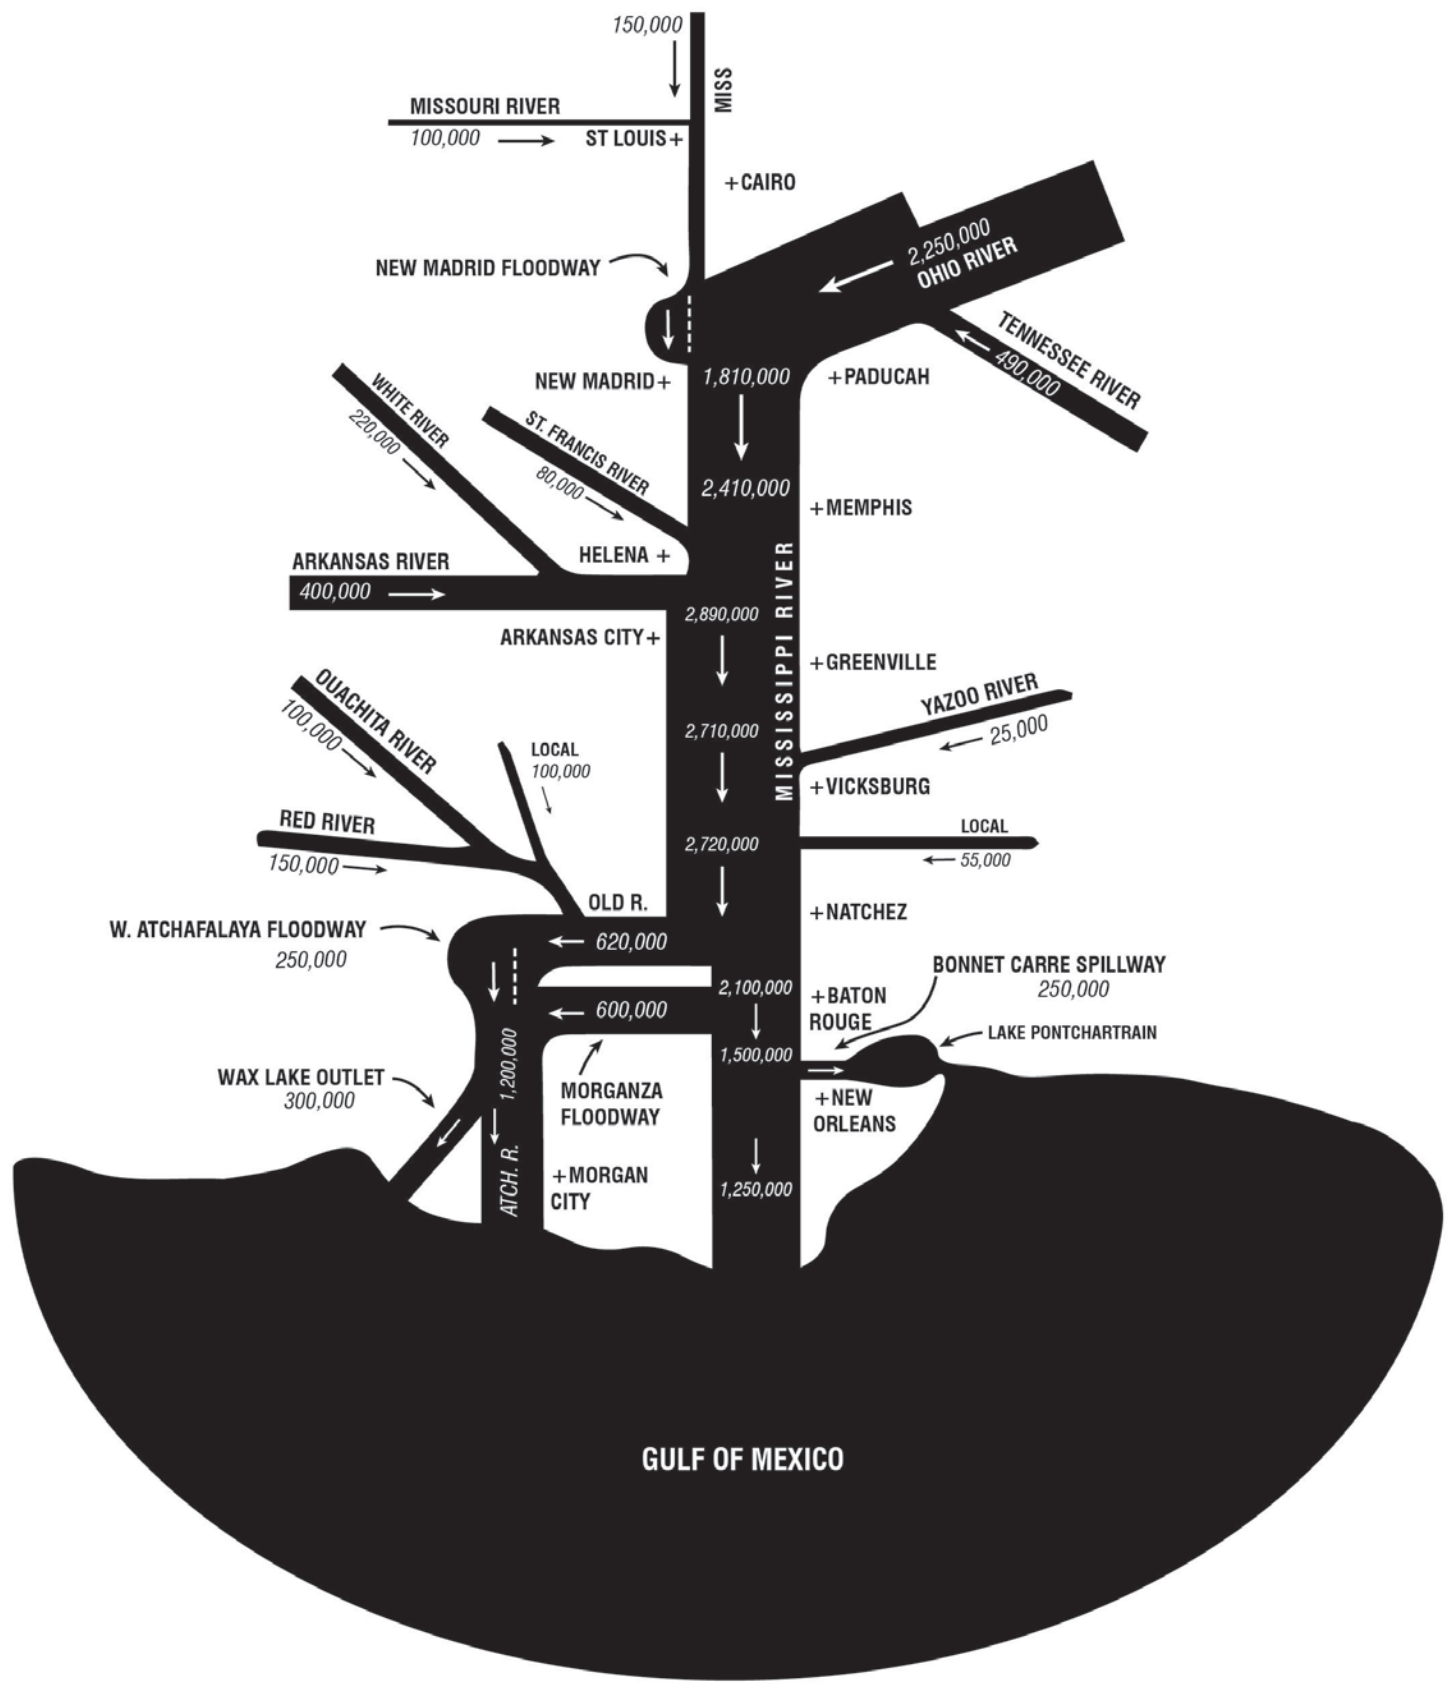 150,000
MISS
MISSOURI RIVER
100,000
ST LOUIS+
+CAIRO
2,250,000
OHIO RIVER
NEW MADRID FLOODWAY
TENNESSEE RIVER
490,000
NEW MADRID+
1,810,000
+PADUCAH
WHITE RIVER
220,000
ST. FRANCIS RIVER
80,000
2,410,000
+MEMPHIS
HELENA +
ARKANSAS RIVER
400,000
2,890,000
MISSISSIPPI RIVER
ARKANSAS CITY+
+GREENVILLE
OUACHITA RIVER
100,000
YAZOO RIVER
25,000
2,710,000
LOCAL
100,000
+VICKSBURG
RED RIVER
150,000
2,720,000
LOCAL
55,000
OLD R.
+NATCHEZ
W. ATCHAFALAYA FLOODWAY
250,000
620,000
BONNET CARRE SPILLWAY
250,000
2,100,000
+BATON
ROUGE
600,000
LAKE PONTCHARTRAIN
1,500,000
1,200,000
WAX LAKE OUTLET
300,000
MORGANZA
FLOODWAY
+NEW
ORLEANS
ATCH. R.
+MORGAN
CITY
1,250,000
GULF OF MEXICO